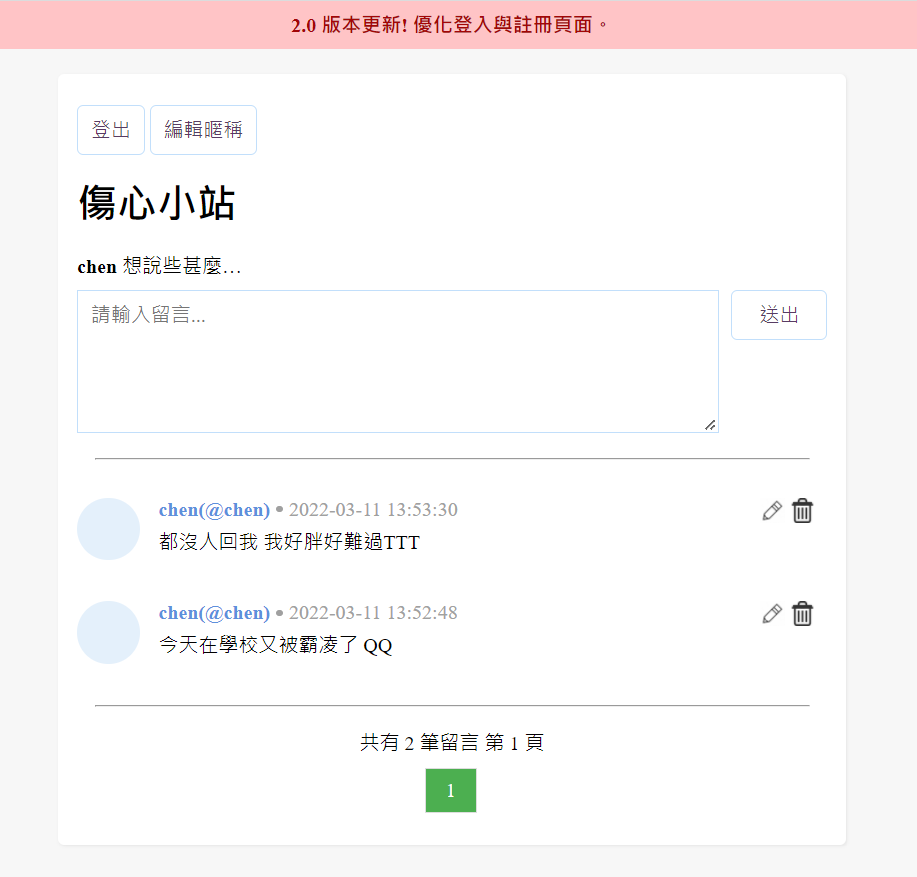 2.0 版本更新! 優化登入與註冊頁面。
登出 編輯暱稱
傷心小站
chen 想說些甚麼…
請輸入留言...
送出
chen(@chen) • 2022-03-11 13:53:30
都沒人回我 我好胖好難過TTT
chen(@chen) • 2022-03-11 13:52:48
今天在學校又被霸凌了 QQ
共有 2 筆留言 第 1 頁
1